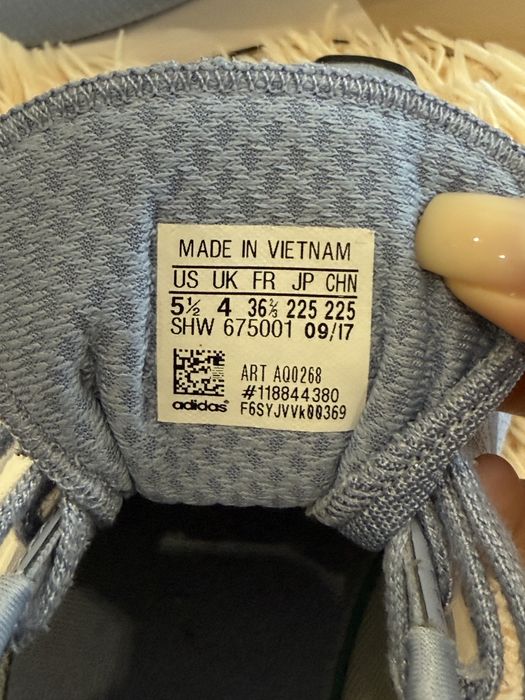 MADE IN VIETNAM
US UK FR JP CHN
5½ 4 36⅔ 225 225
SHW 675001 09/17
ART AQ0268
#118844380
adidas F6SYJVVk00369